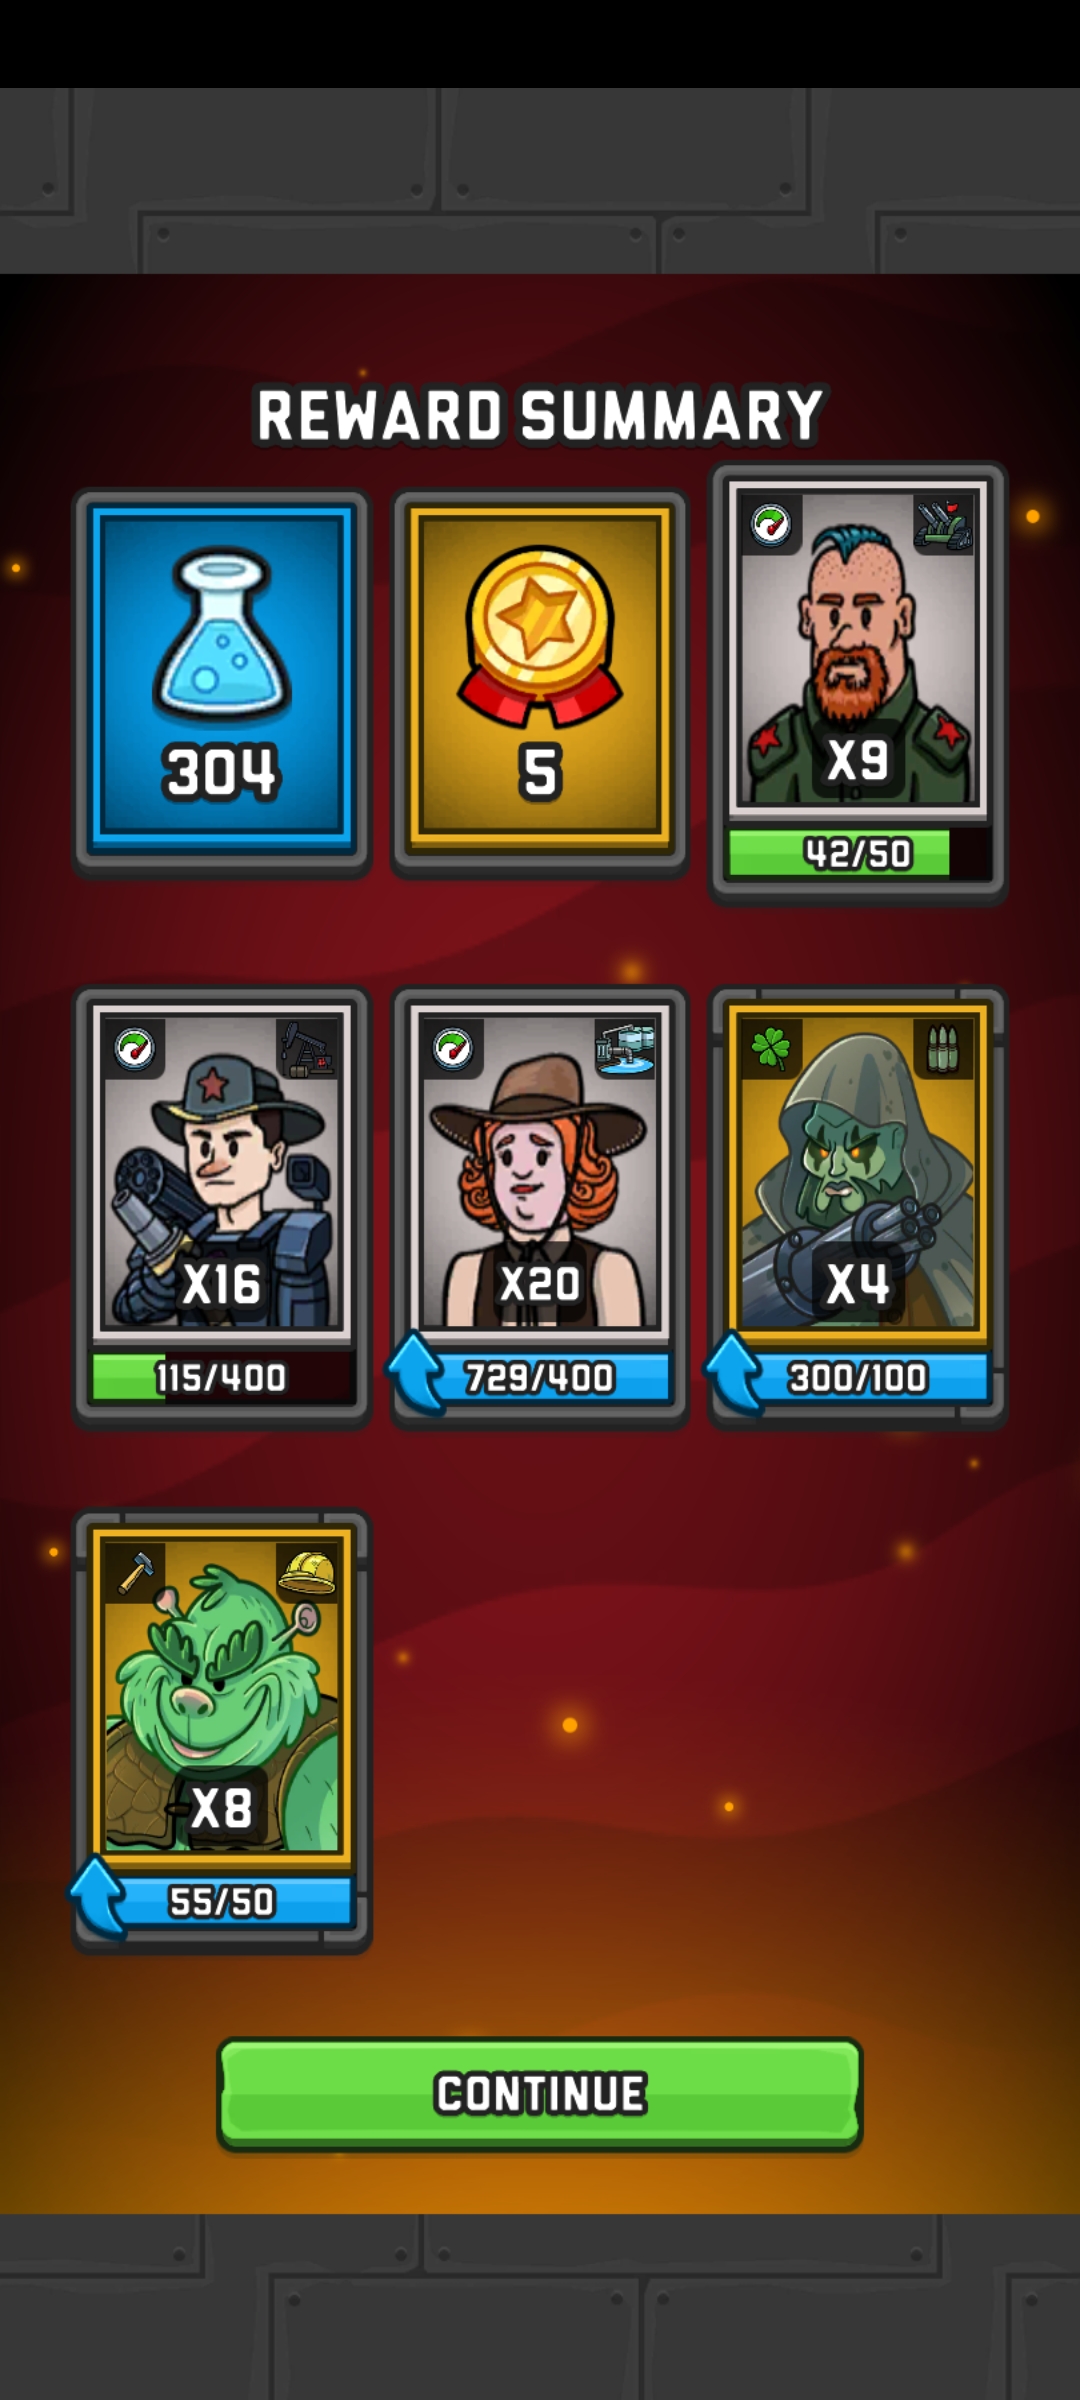 REWARD SUMMARY
304
5
X9
42/50
X16
115/400
X20
729/400
X4
300/100
X8
55/50
CONTINUE